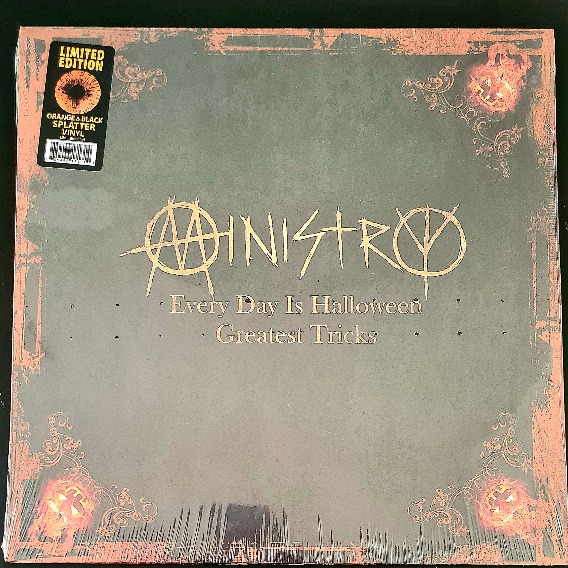 LIMITED
EDITION
ORANGE & BLACK
SPLATTER
VINYL
MINISTRY
Every Day Is Halloween
Greatest Tricks